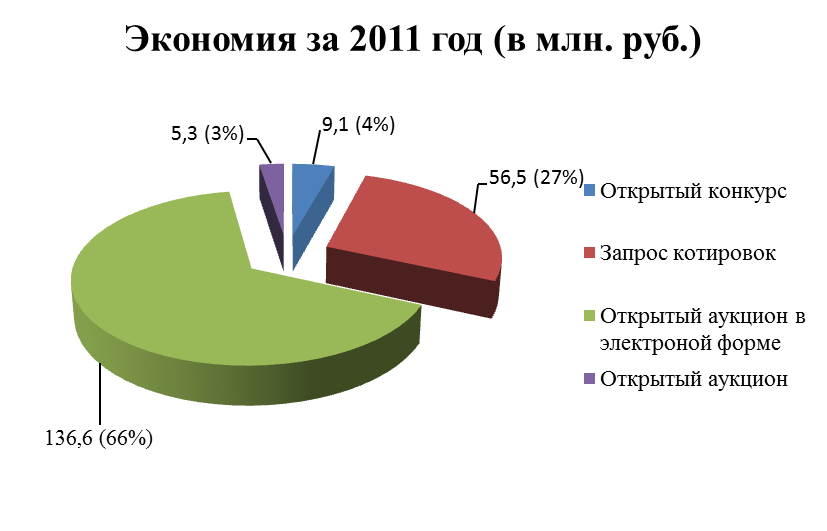 Экономия за 2011 год (в млн. руб.)
5,3 (3%)
9,1 (4%)
56,5 (27%)
136,6 (66%)
Открытый конкурс
Запрос котировок
Открытый аукцион в
электроной форме
Открытый аукцион